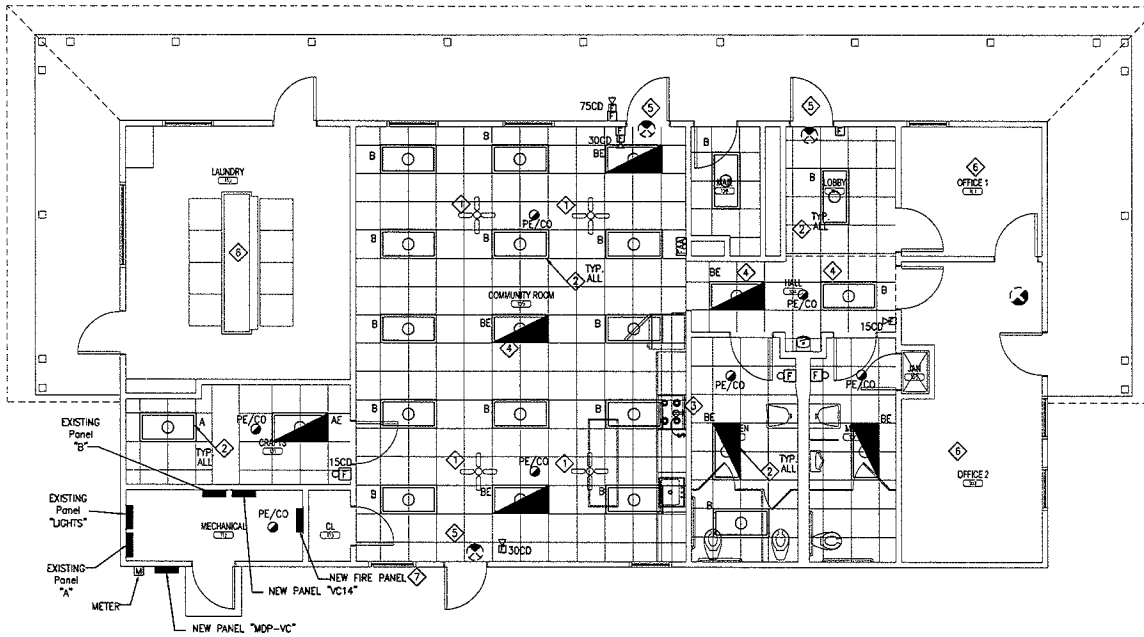 75CD
F
5
5
F
B
B
30CD
BE
F
B
B
LAUNDRY
MAIL
LOBBY
6
OFFICE 1
1
1
PE/CO
2
TYP.
ALL
6
B
B
B
FAA
2
TYP.
ALL
COMMUNITY ROOM
BE
4
4
HALL
PE/CO
B
B
BE
B
15CD
4
JAN
PE/CO
F
F
PE/CO
EXISTING
Panel
"B"
A
PE/CO
AE
TYP.
ALL
2
B
B
3
BE
BE
TYP.
ALL
2
6
OFFICE 2
15CD
F
1
PE/CO
1
EXISTING
Panel
"LIGHTS"
MECHANICAL
PE/CO
CL
B
BE
B
5
30CD
EXISTING
Panel
"A"
M
METER
NEW FIRE PANEL
7
NEW PANEL "VC14"
NEW PANEL "MDP-VC"